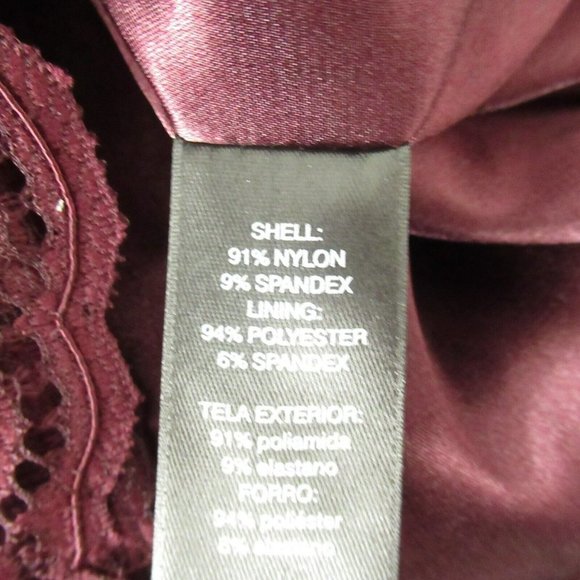 SHELL:
91% NYLON
9% SPANDEX
LINING:
94% POLYESTER
6% SPANDEX
TELA EXTERIOR:
91% poliamida
9% elastano
FORRO:
94% poliéster
6% elastano